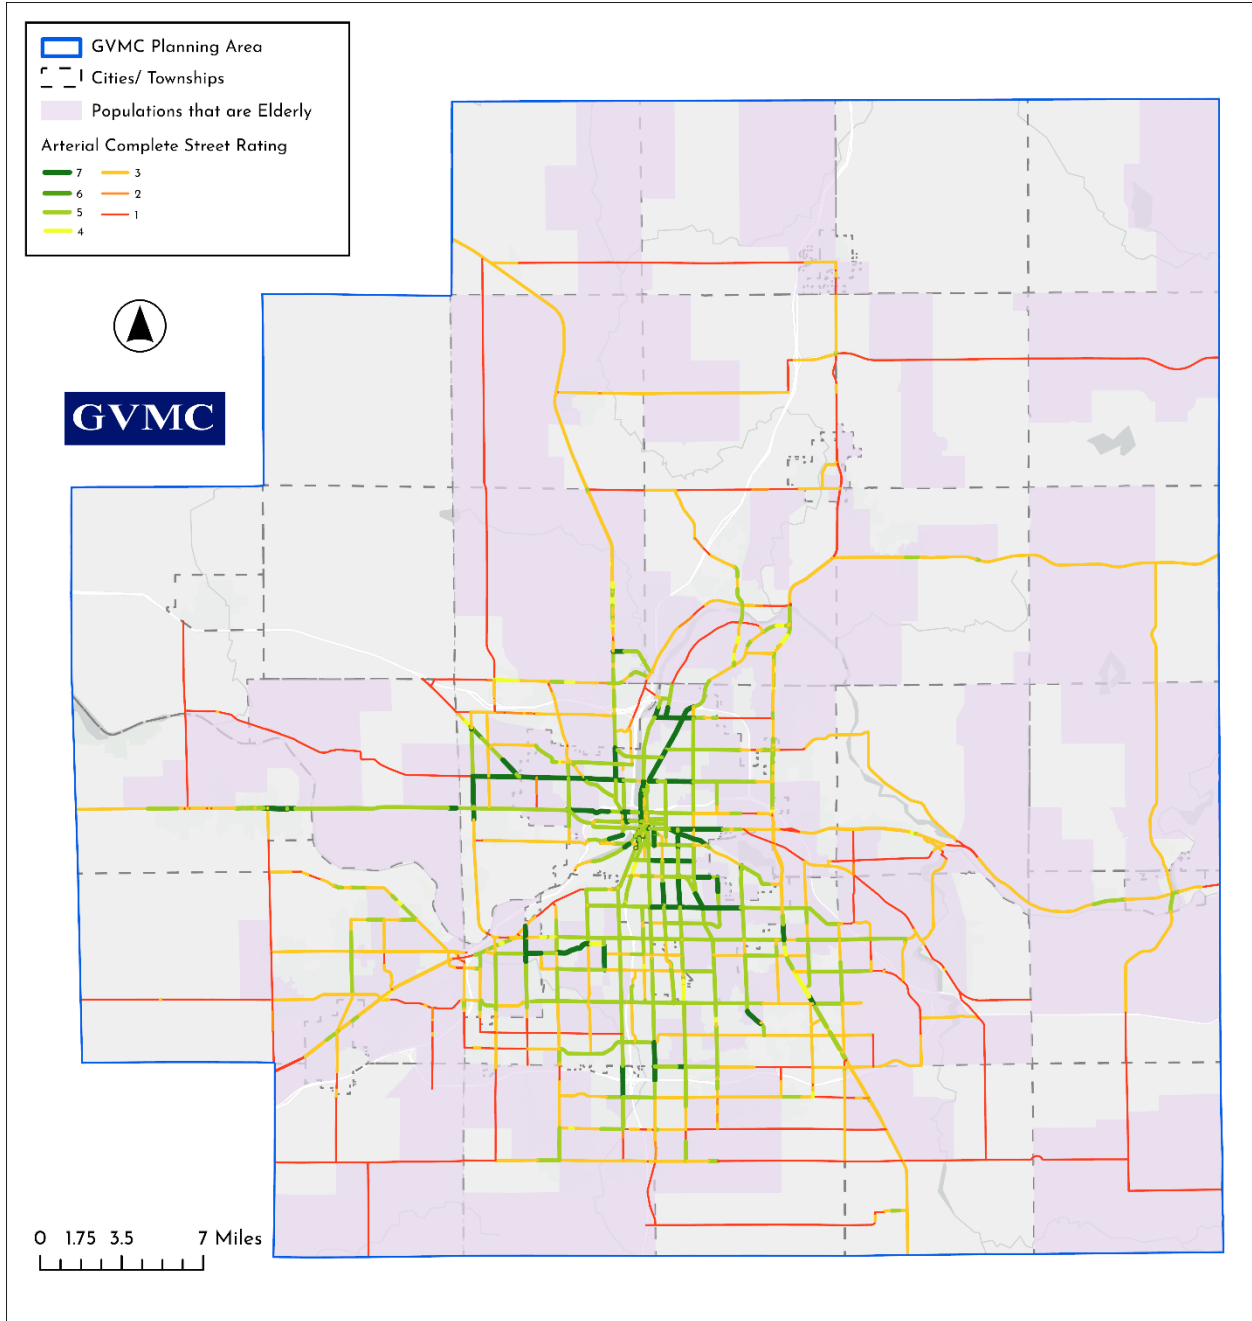 GVMC Planning Area
Cities/ Townships
Populations that are Elderly
Arterial Complete Street Rating
7 3
6 2
5 1
4
GVMC
0 1.75 3.5 7 Miles